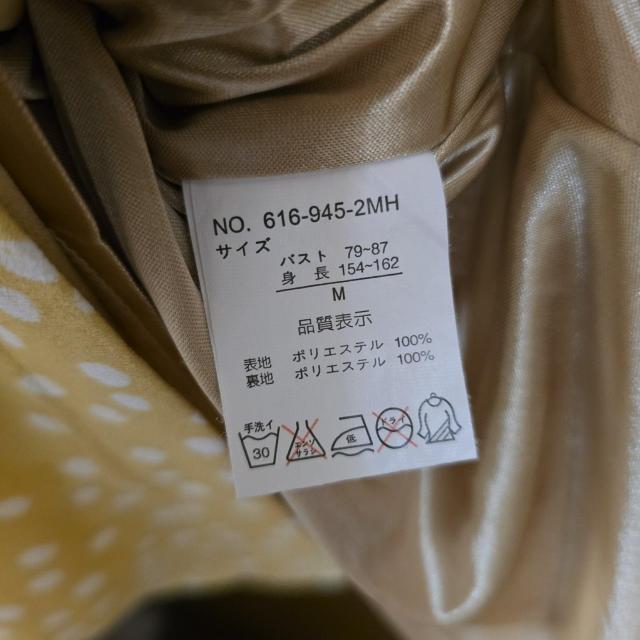 NO. 616-945-2MH
サイズ
バスト 79~87
身長 154~162
M
品質表示
表地 ポリエステル 100%
裏地 ポリエステル 100%
手洗イ
30
エンソ
サラシ
低
ドライ